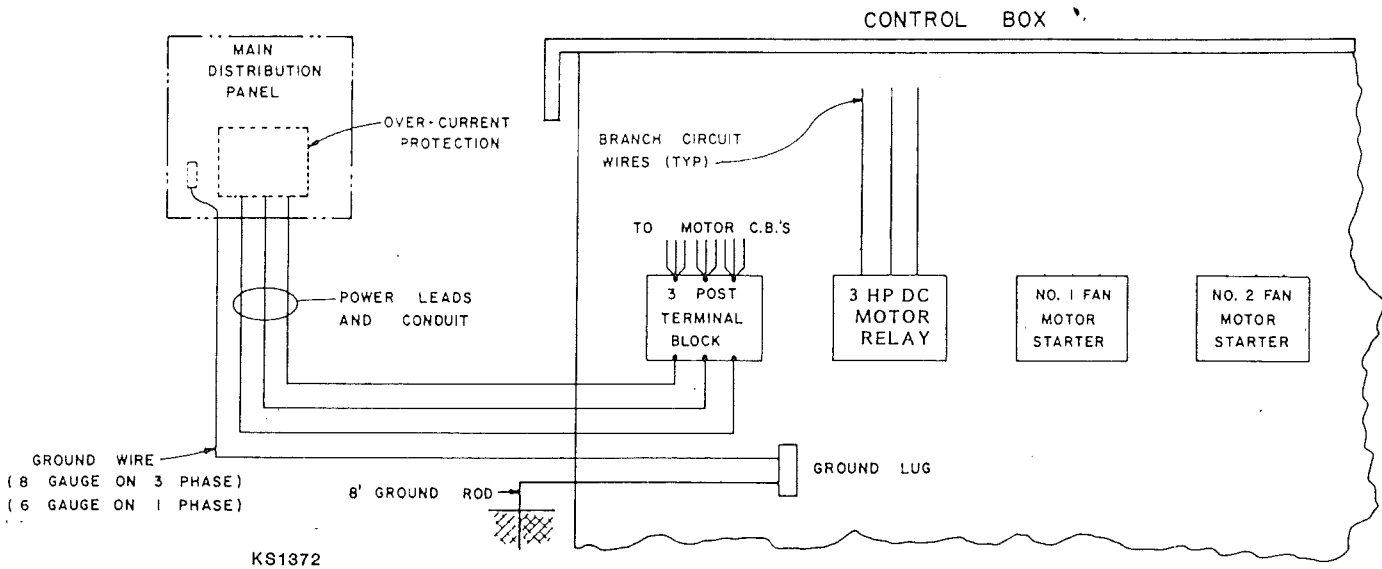 CONTROL BOX
MAIN
DISTRIBUTION
PANEL
OVER-CURRENT
PROTECTION
BRANCH CIRCUIT
WIRES (TYP)
TO MOTOR C.B.'S
POWER LEADS
AND CONDUIT
3 POST
TERMINAL
BLOCK
3 HP DC
MOTOR
RELAY
NO. 1 FAN
MOTOR
STARTER
NO. 2 FAN
MOTOR
STARTER
GROUND WIRE
(8 GAUGE ON 3 PHASE)
(6 GAUGE ON 1 PHASE)
8' GROUND ROD
GROUND LUG
KS1372